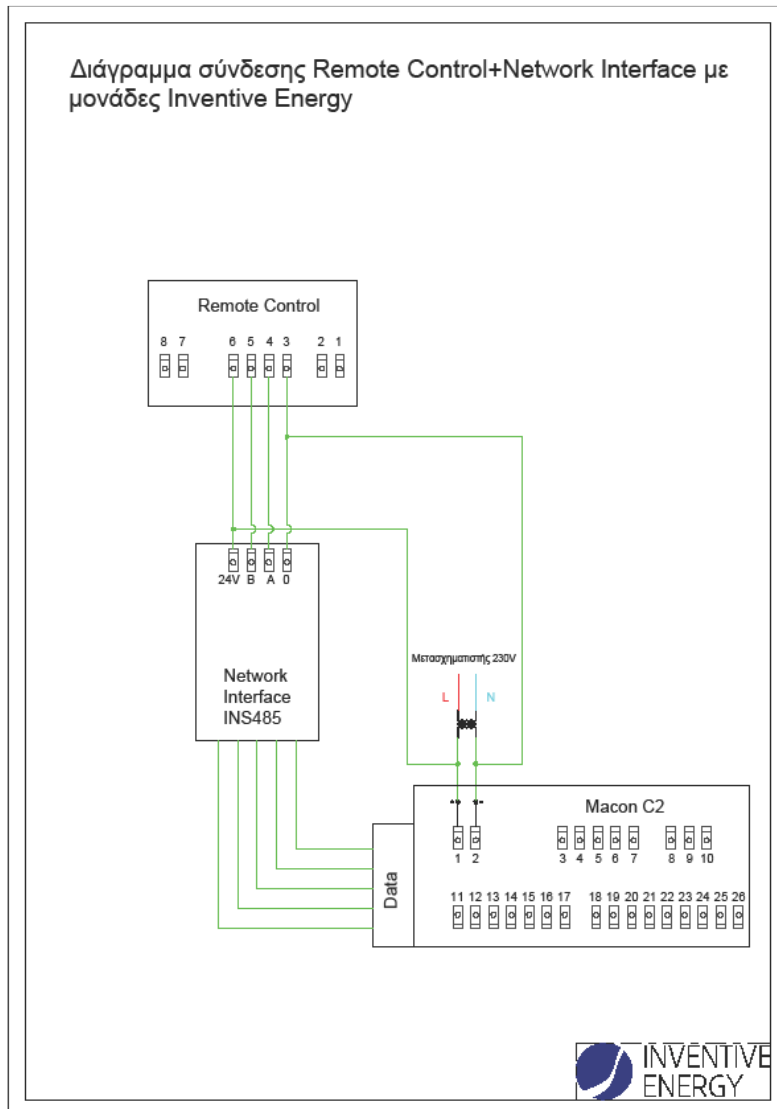 Διάγραμμα σύνδεσης Remote Control+Network Interface με
μονάδες Inventive Energy
Remote Control
8 7 6 5 4 3 2 1
24V B A 0
Network
Interface
INS485
Μετασχηματιστής 230V
L N
Macon C2
1 2 3 4 5 6 7 8 9 10
Data
11 12 13 14 15 16 17 18 19 20 21 22 23 24 25 26
INVENTIVE
ENERGY